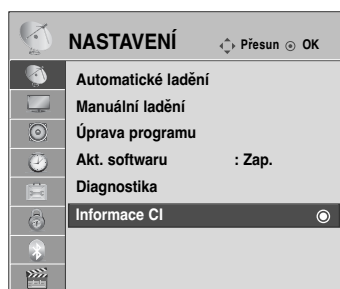 NASTAVENÍ Přesun OK
Automatické ladění
Manuální ladění
Úprava programu
Akt. softwaru : Zap.
Diagnostika
Informace CI